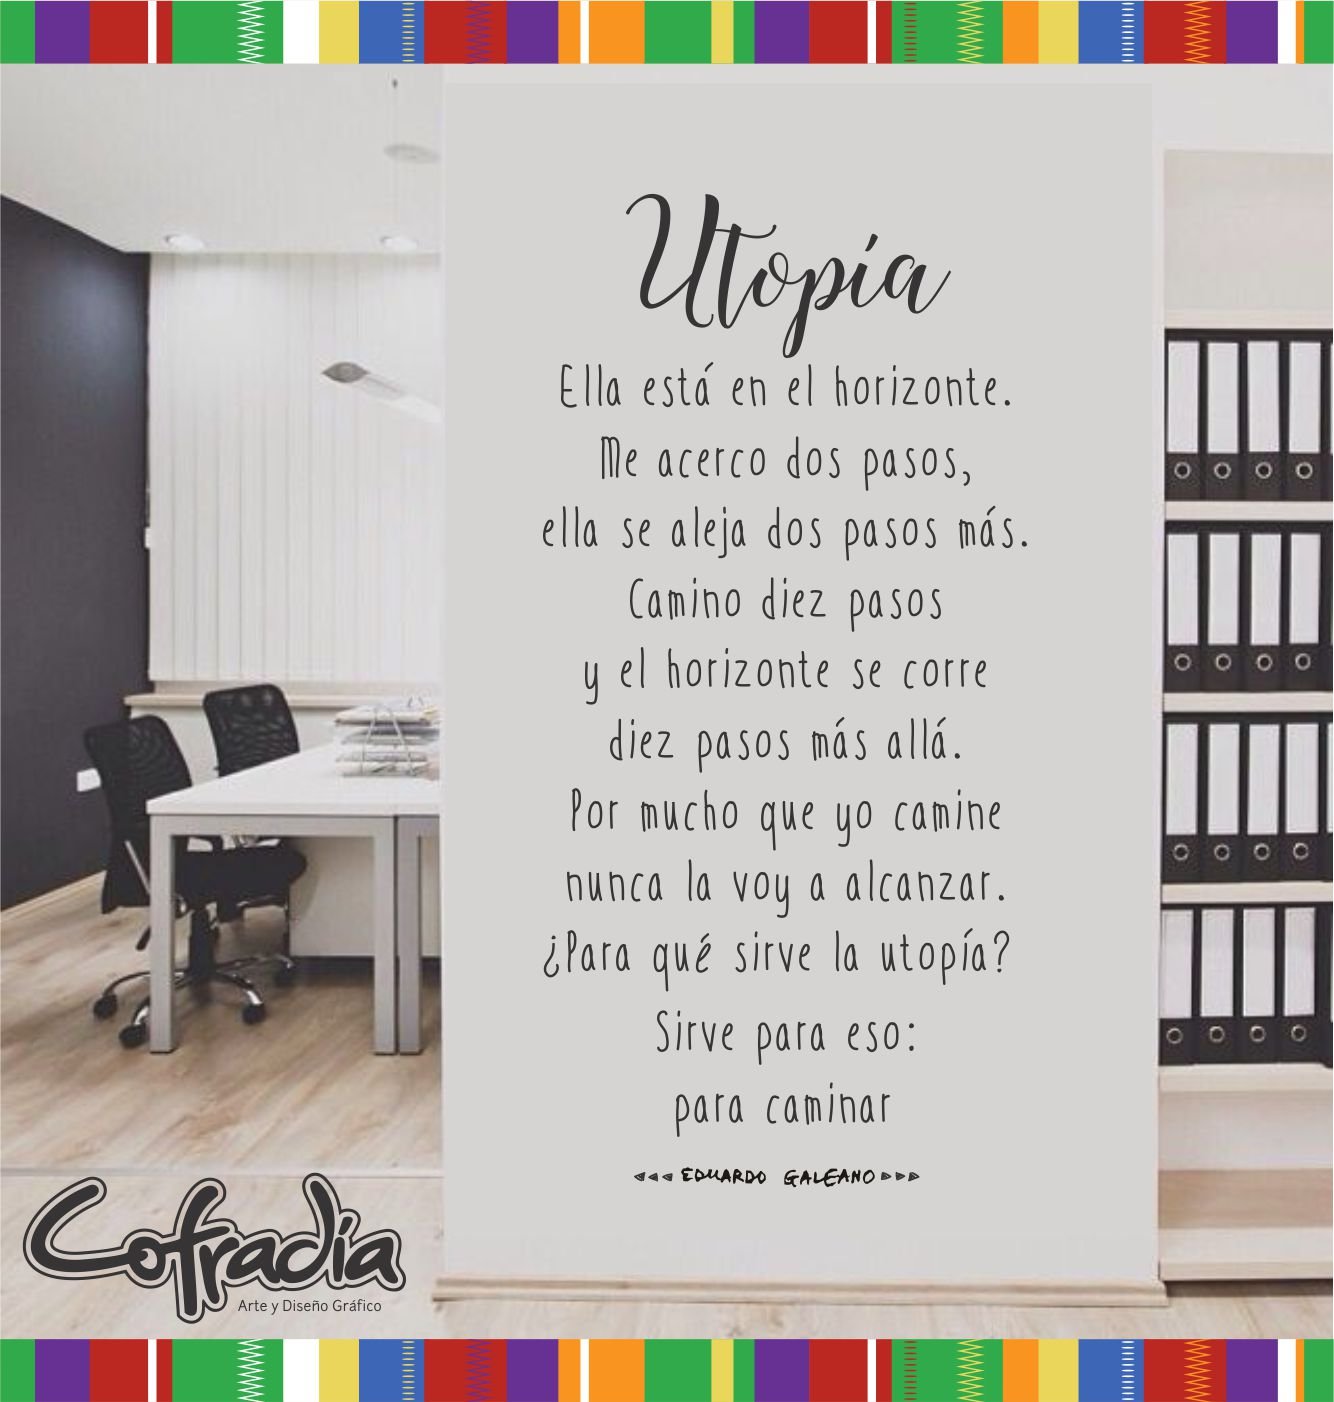 Utopía
Ella está en el horizonte.
Me acerco dos pasos,
ella se aleja dos pasos más.
Camino diez pasos
y el horizonte se corre
diez pasos más allá.
Por mucho que yo camine
nunca la voy a alcanzar.
¿Para qué sirve la utopía?
Sirve para eso:
para caminar
EDUARDO GALEANO
Cofradía
Arte y Diseño Gráfico